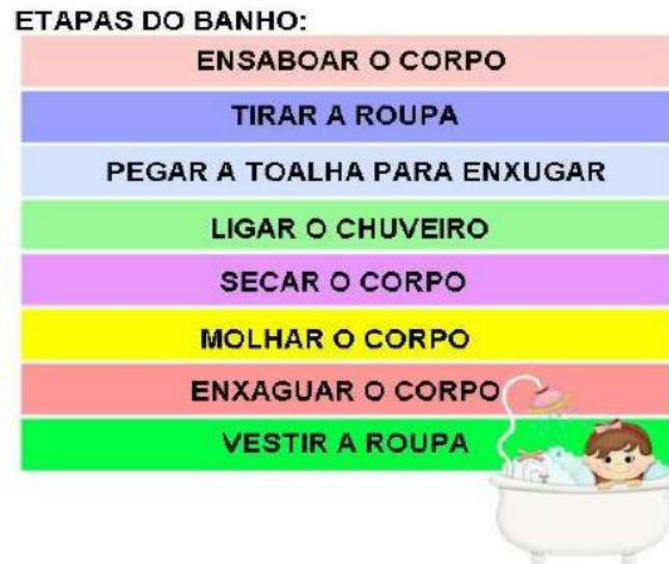 ETAPAS DO BANHO:
ENSABOAR O CORPO
TIRAR A ROUPA
PEGAR A TOALHA PARA ENXUGAR
LIGAR O CHUVEIRO
SECAR O CORPO
MOLHAR O CORPO
ENXAGUAR O CORPO
VESTIR A ROUPA